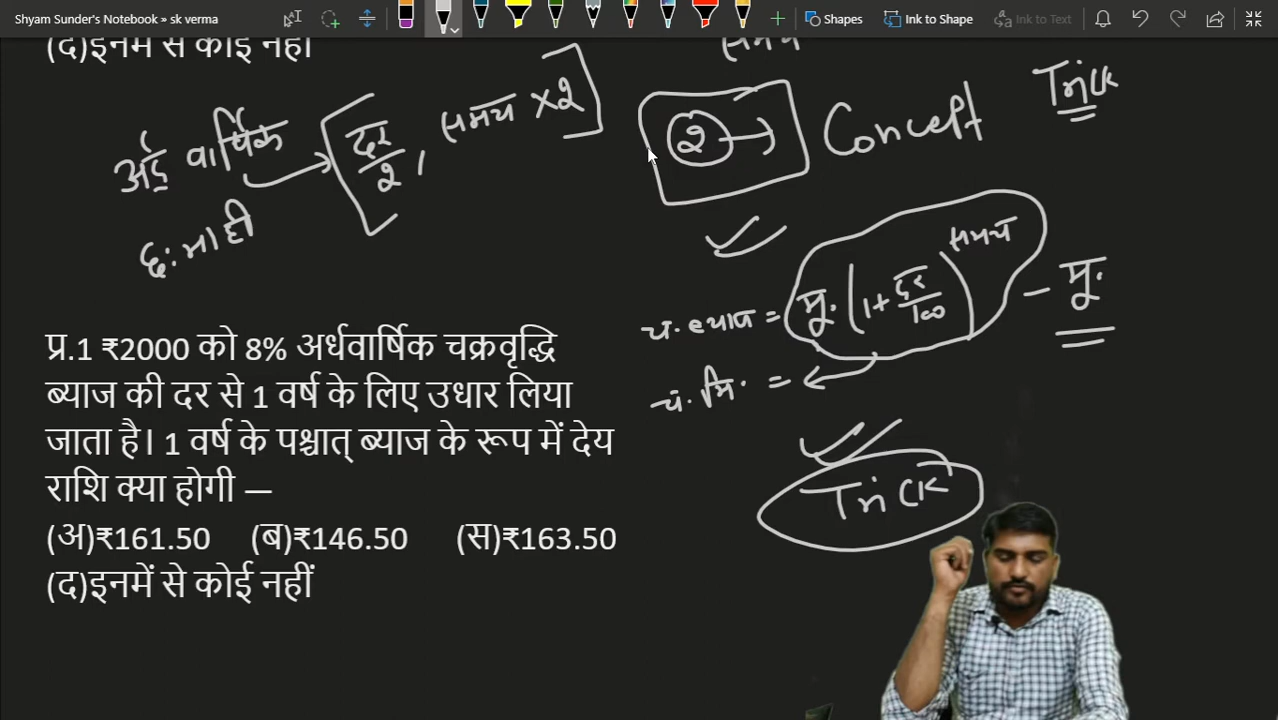 Shyam Sunder's Notebook » sk verma
Shapes
Ink to Shape
Ink to Text
(द)इनमें से कोई नहीं
समय
Trick
अर्द्ध वार्षिक
छ:माही
दर/2, समय ×2
2 → Concept
च. ब्याज = मू. (1+दर/100)^समय − मू.
च. मि. =
Trick
प्र.1 ₹2000 को 8% अर्धवार्षिक चक्रवृद्धि
ब्याज की दर से 1 वर्ष के लिए उधार लिया
जाता है। 1 वर्ष के पश्चात् ब्याज के रूप में देय
राशि क्या होगी —
(अ)₹161.50 (ब)₹146.50 (स)₹163.50
(द)इनमें से कोई नहीं